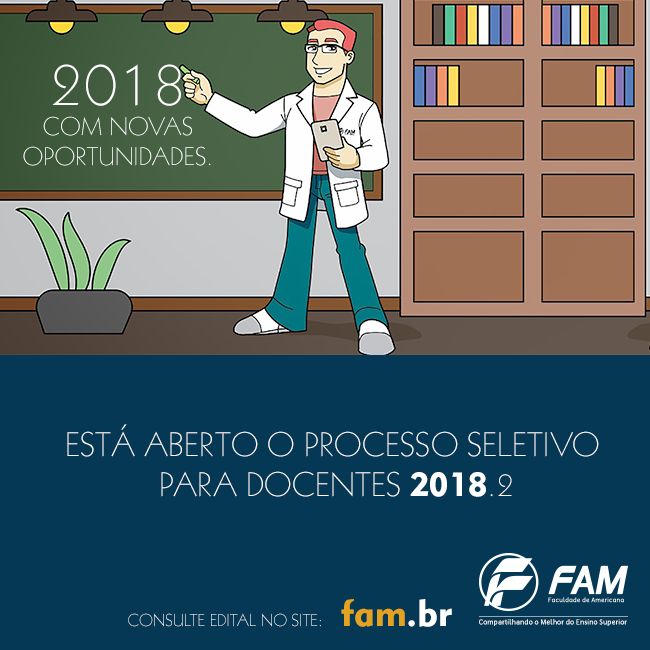 2018
COM NOVAS
OPORTUNIDADES.
FAM
ESTÁ ABERTO O PROCESSO SELETIVO
PARA DOCENTES 2018.2
FAM
Faculdade de Americana
Compartilhando o Melhor do Ensino Superior
CONSULTE EDITAL NO SITE: fam.br